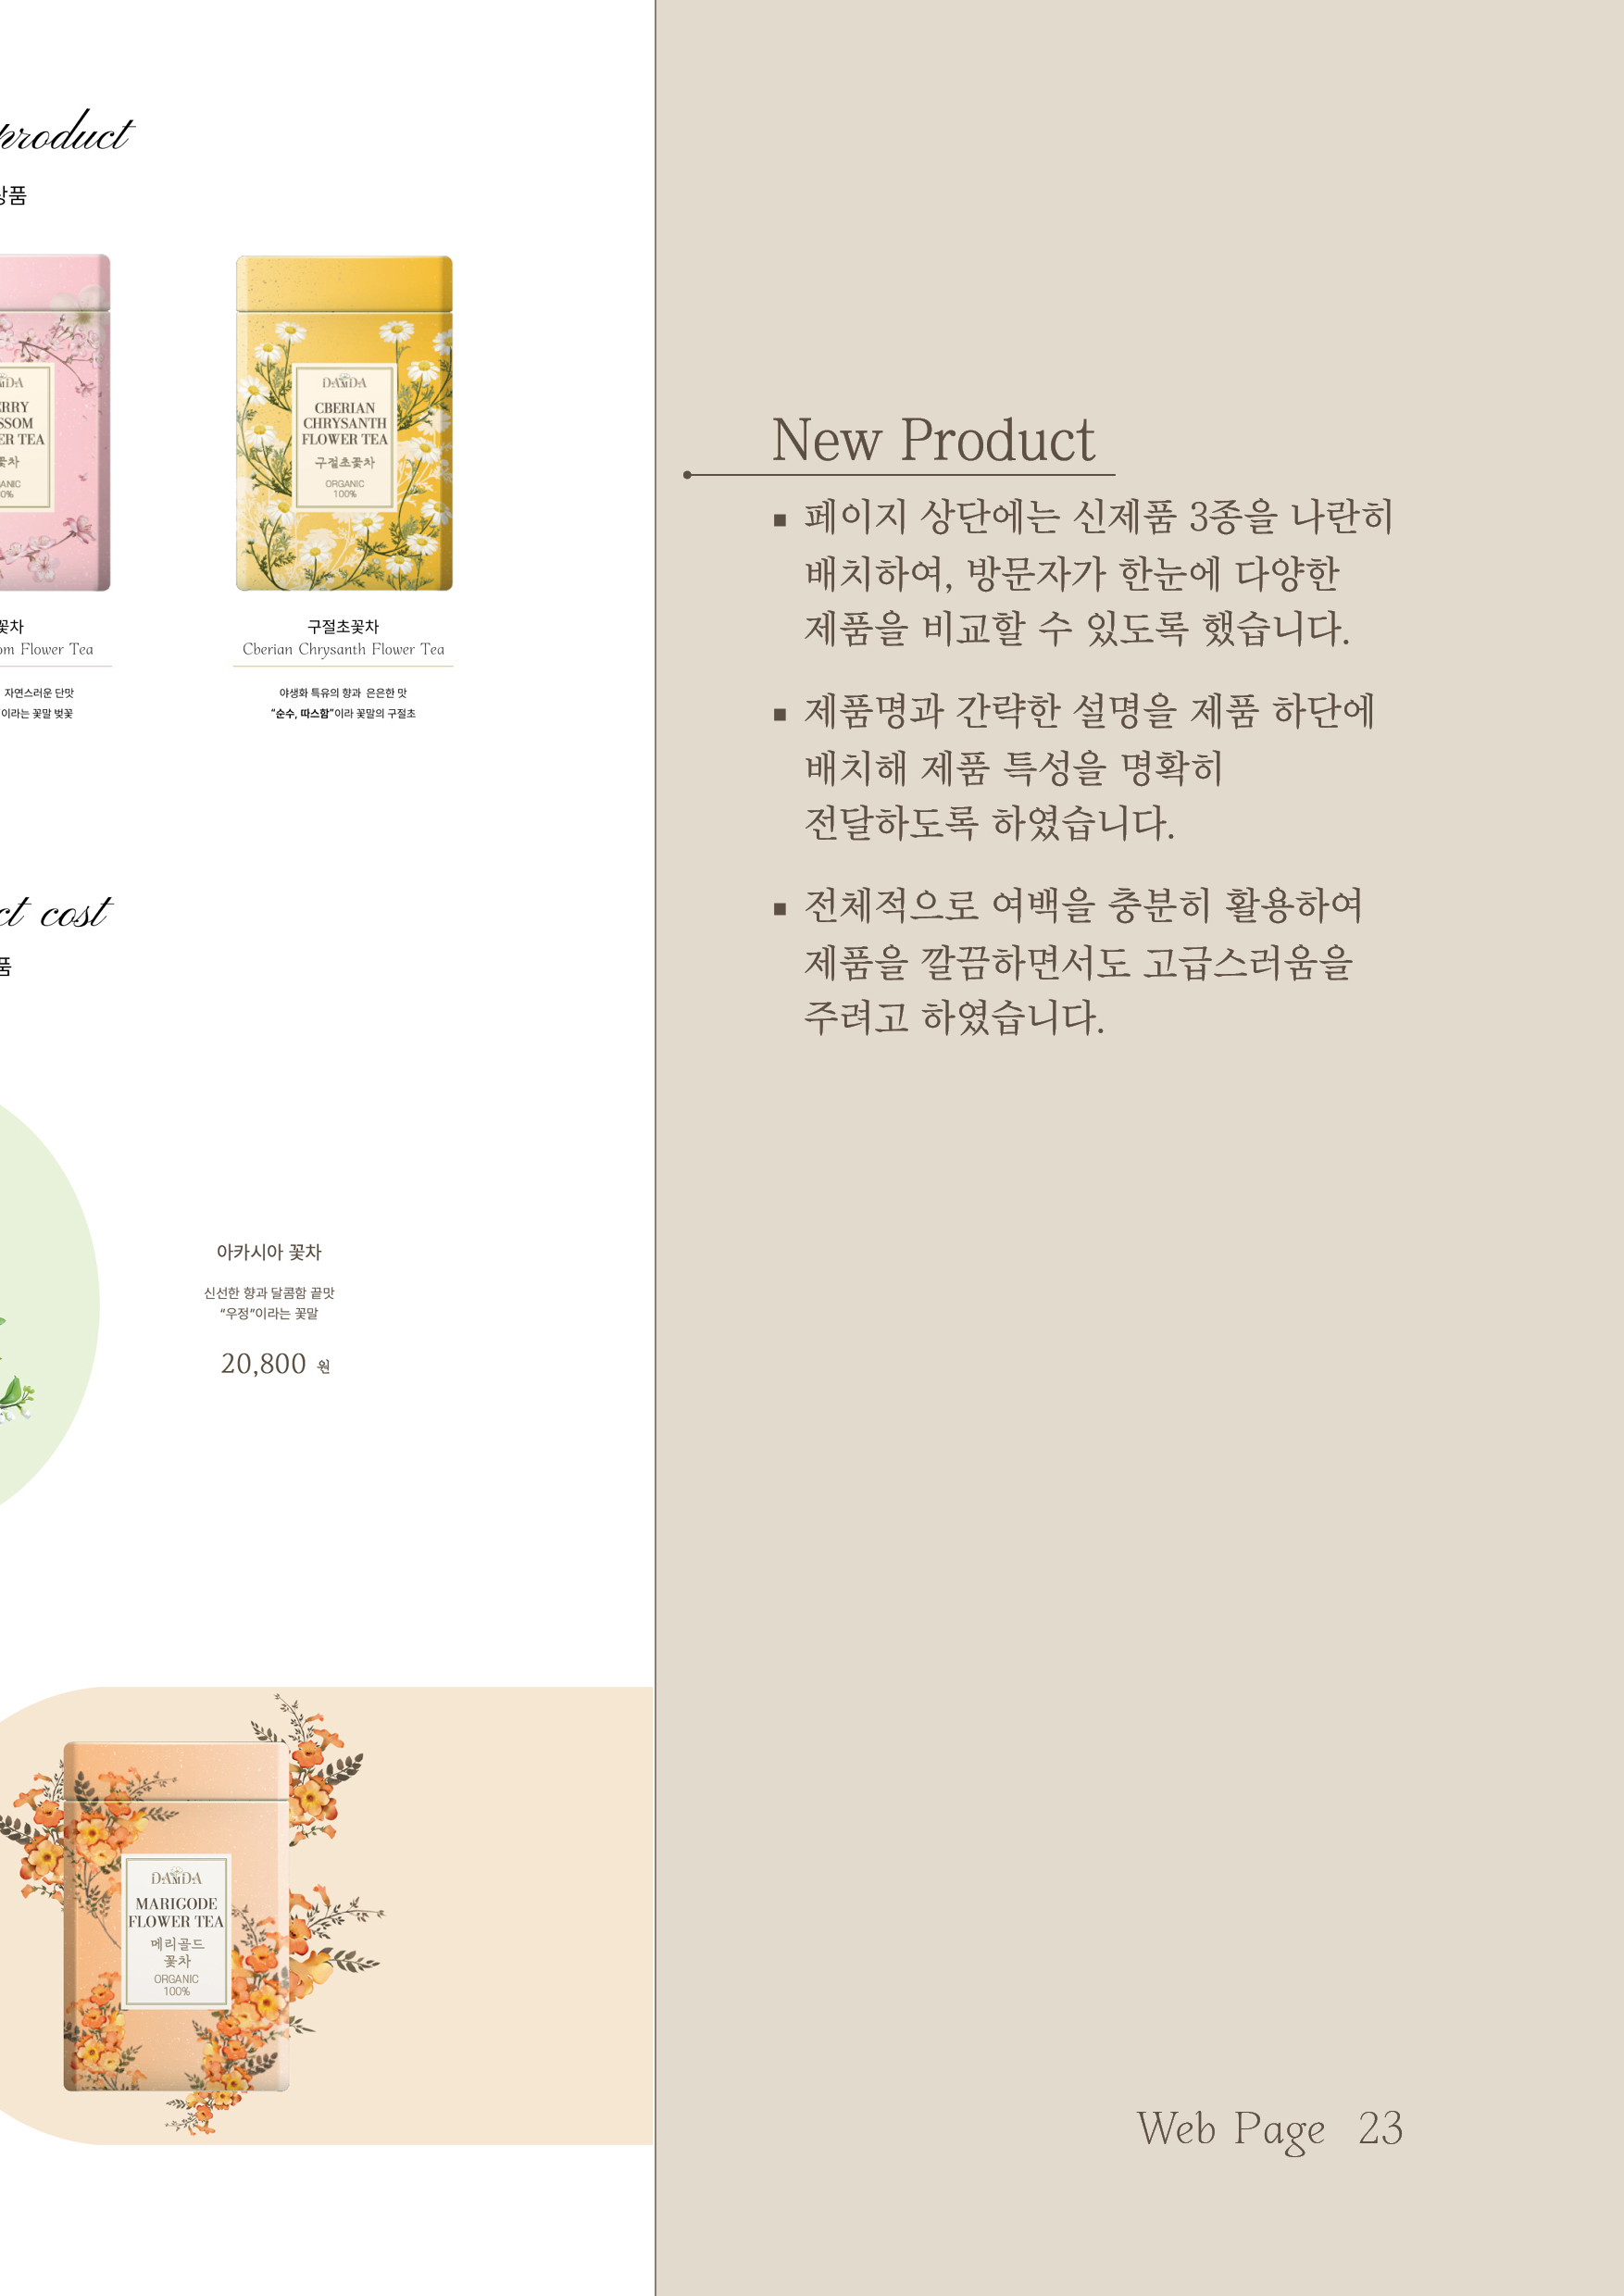 product
상품
DAMDA
ERRY
SSOM
ER TEA
꽃차
ANIC
0%
DAMDA
CBERIAN
CHRYSANTH
FLOWER TEA
구절초꽃차
ORGANIC
100%
꽃차
om Flower Tea
자연스러운 단맛
이라는 꽃말 벚꽃
구절초꽃차
Cberian Chrysanth Flower Tea
야생화 특유의 향과 은은한 맛
“순수, 따스함”이라 꽃말의 구절초
ct cost
품
아카시아 꽃차
신선한 향과 달콤함 끝맛
“우정”이라는 꽃말
20,800 원
DAMDA
MARIGODE
FLOWER TEA
메리골드
꽃차
ORGANIC
100%
New Product
▪ 페이지 상단에는 신제품 3종을 나란히
배치하여, 방문자가 한눈에 다양한
제품을 비교할 수 있도록 했습니다.
▪ 제품명과 간략한 설명을 제품 하단에
배치해 제품 특성을 명확히
전달하도록 하였습니다.
▪ 전체적으로 여백을 충분히 활용하여
제품을 깔끔하면서도 고급스러움을
주려고 하였습니다.
Web Page 23